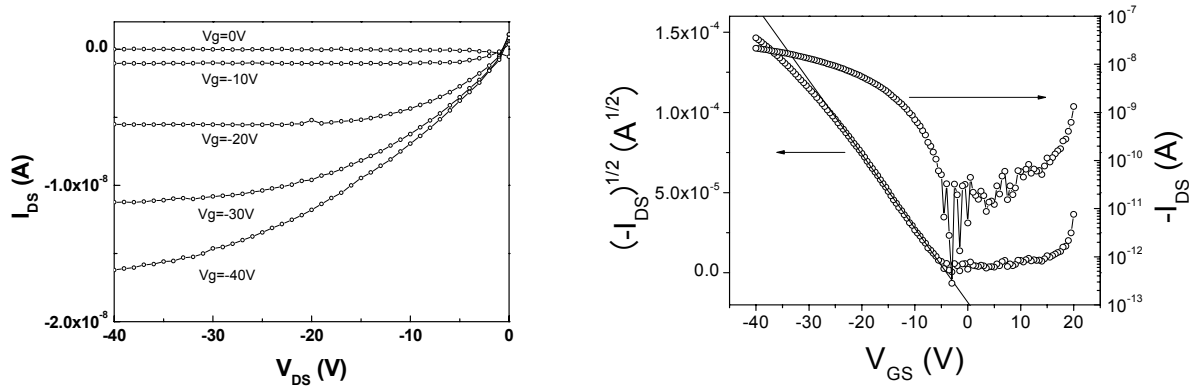 0.0
-1.0x10⁻⁸
-2.0x10⁻⁸
I_DS (A)
Vg=0V
Vg=-10V
Vg=-20V
Vg=-30V
Vg=-40V
-40 -30 -20 -10 0
V_DS (V)
1.5x10⁻⁴
1.0x10⁻⁴
5.0x10⁻⁵
0.0
(-I_DS)^1/2 (A^1/2)
10⁻⁷
10⁻⁸
10⁻⁹
10⁻¹⁰
10⁻¹¹
10⁻¹²
10⁻¹³
-I_DS (A)
-40 -30 -20 -10 0 10 20
V_GS (V)